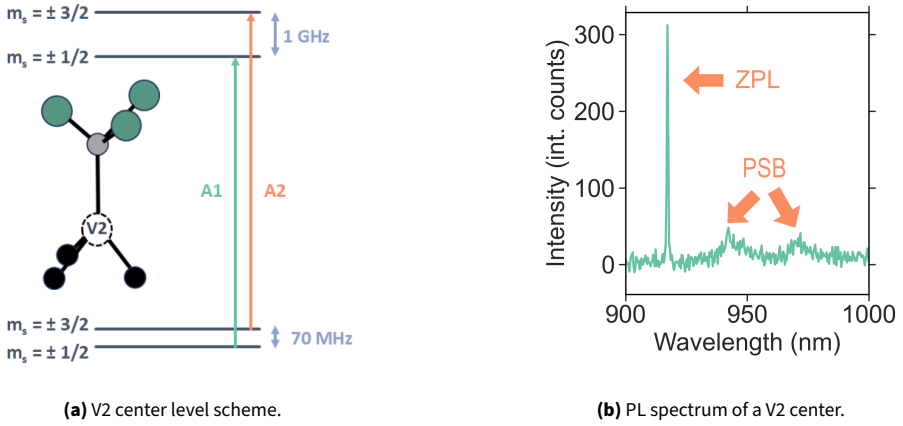 mₛ = ± 3/2
1 GHz
mₛ = ± 1/2
A1
A2
V2
mₛ = ± 3/2
70 MHz
mₛ = ± 1/2
(a) V2 center level scheme.
Intensity (int. counts)
300
200
100
0
ZPL
PSB
900
950
1000
Wavelength (nm)
(b) PL spectrum of a V2 center.